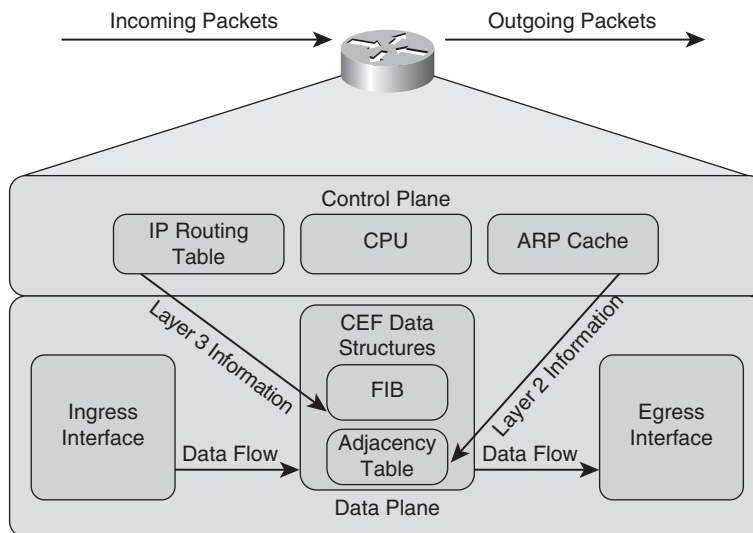 Incoming Packets
Outgoing Packets
Control Plane
IP Routing
Table
CPU
ARP Cache
Layer 3 Information
CEF Data
Structures
Layer 2 Information
FIB
Ingress
Interface
Egress
Interface
Adjacency
Table
Data Flow
Data Flow
Data Plane